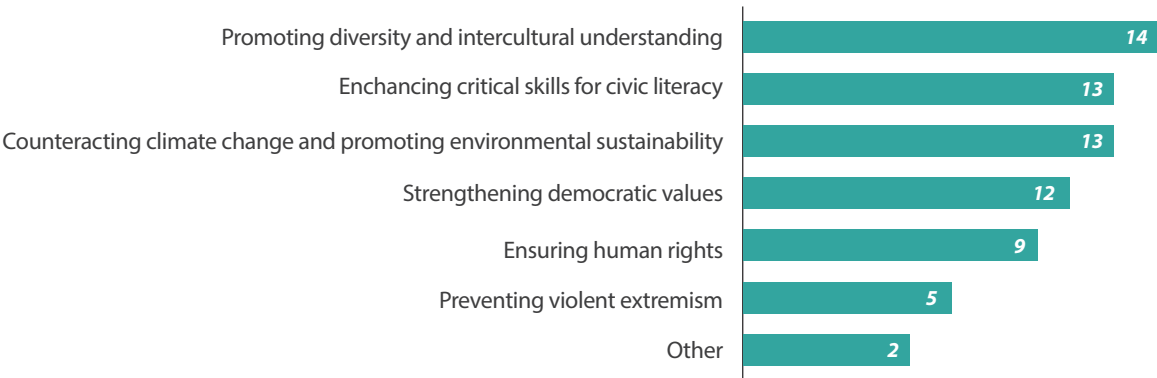 Promoting diversity and intercultural understanding 14
Enchancing critical skills for civic literacy 13
Counteracting climate change and promoting environmental sustainability 13
Strengthening democratic values 12
Ensuring human rights 9
Preventing violent extremism 5
Other 2